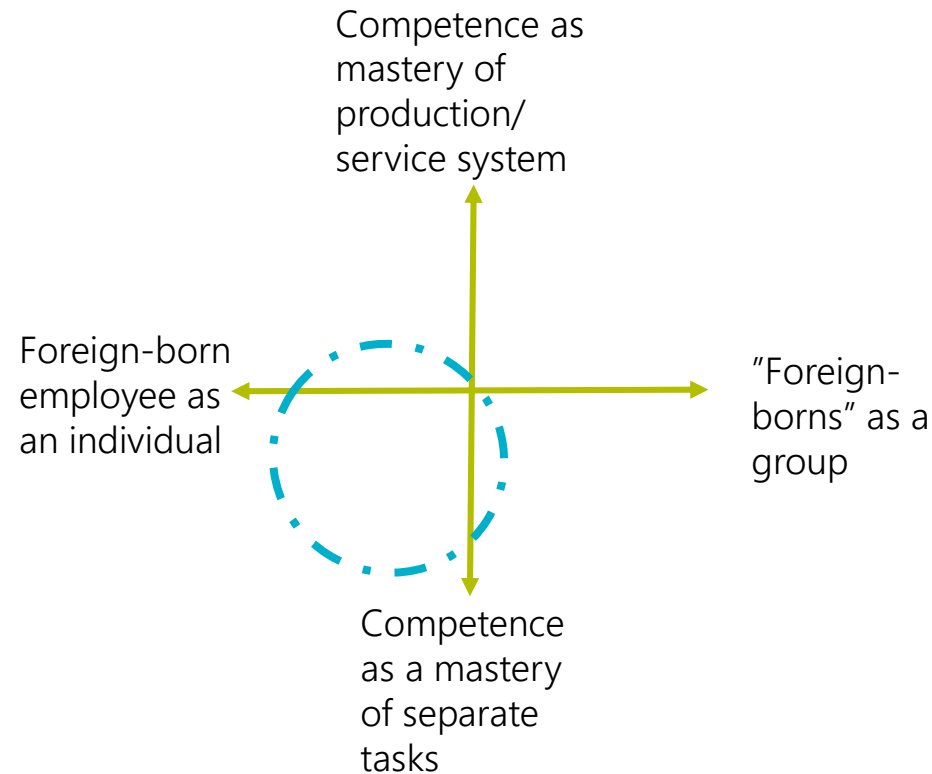 Competence as
mastery of
production/
service system
Foreign-born
employee as
an individual
”Foreign-
borns” as a
group
Competence
as a mastery
of separate
tasks